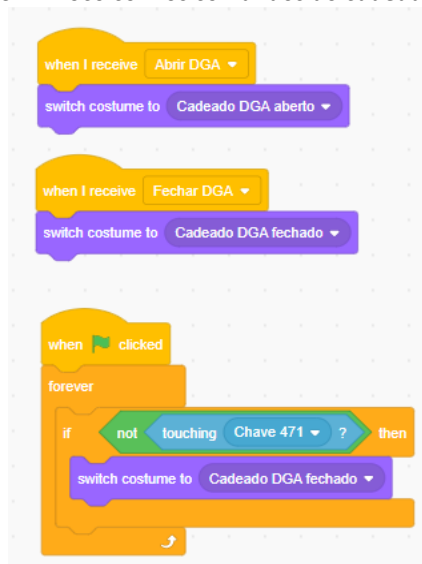 when I receive Abrir DGA
switch costume to Cadeado DGA aberto
when I receive Fechar DGA
switch costume to Cadeado DGA fechado
when clicked
forever
if not touching Chave 471 ? then
switch costume to Cadeado DGA fechado